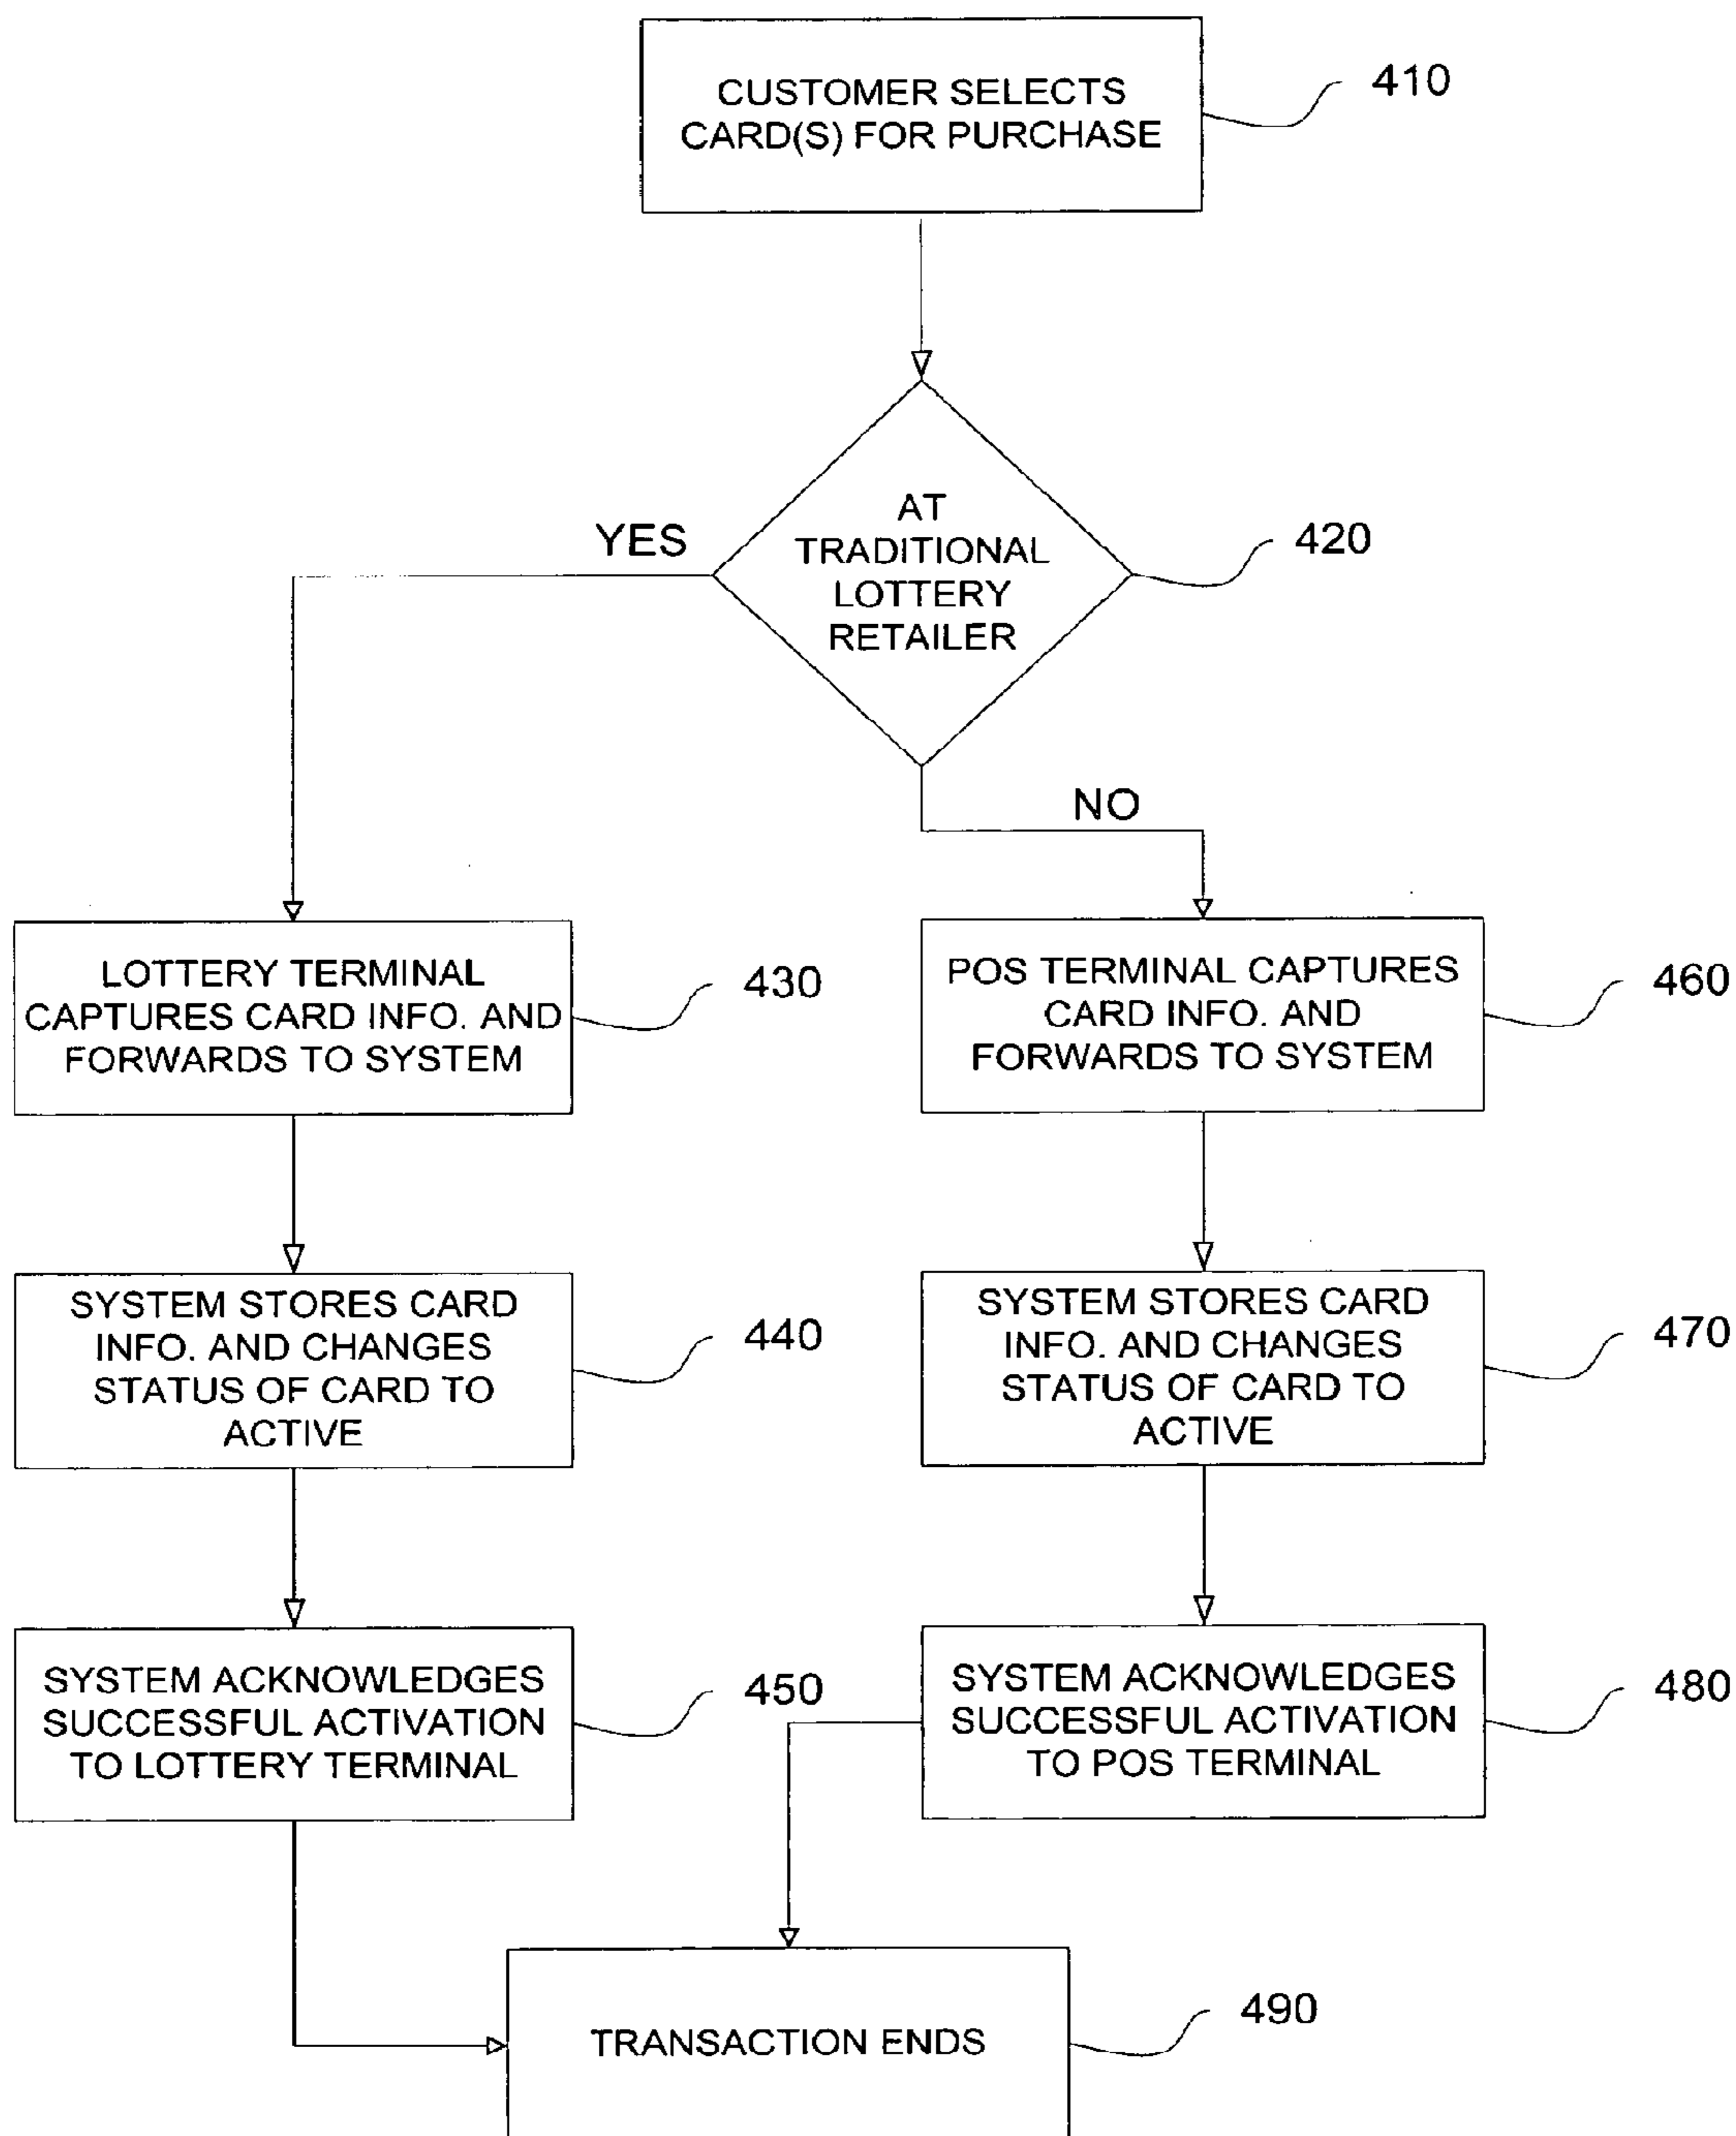 CUSTOMER SELECTS
CARD(S) FOR PURCHASE
410
AT
TRADITIONAL
LOTTERY
RETAILER
420
YES
NO
LOTTERY TERMINAL
CAPTURES CARD INFO. AND
FORWARDS TO SYSTEM
430
POS TERMINAL CAPTURES
CARD INFO. AND
FORWARDS TO SYSTEM
460
SYSTEM STORES CARD
INFO. AND CHANGES
STATUS OF CARD TO
ACTIVE
440
SYSTEM STORES CARD
INFO. AND CHANGES
STATUS OF CARD TO
ACTIVE
470
SYSTEM ACKNOWLEDGES
SUCCESSFUL ACTIVATION
TO LOTTERY TERMINAL
450
SYSTEM ACKNOWLEDGES
SUCCESSFUL ACTIVATION
TO POS TERMINAL
480
TRANSACTION ENDS
490